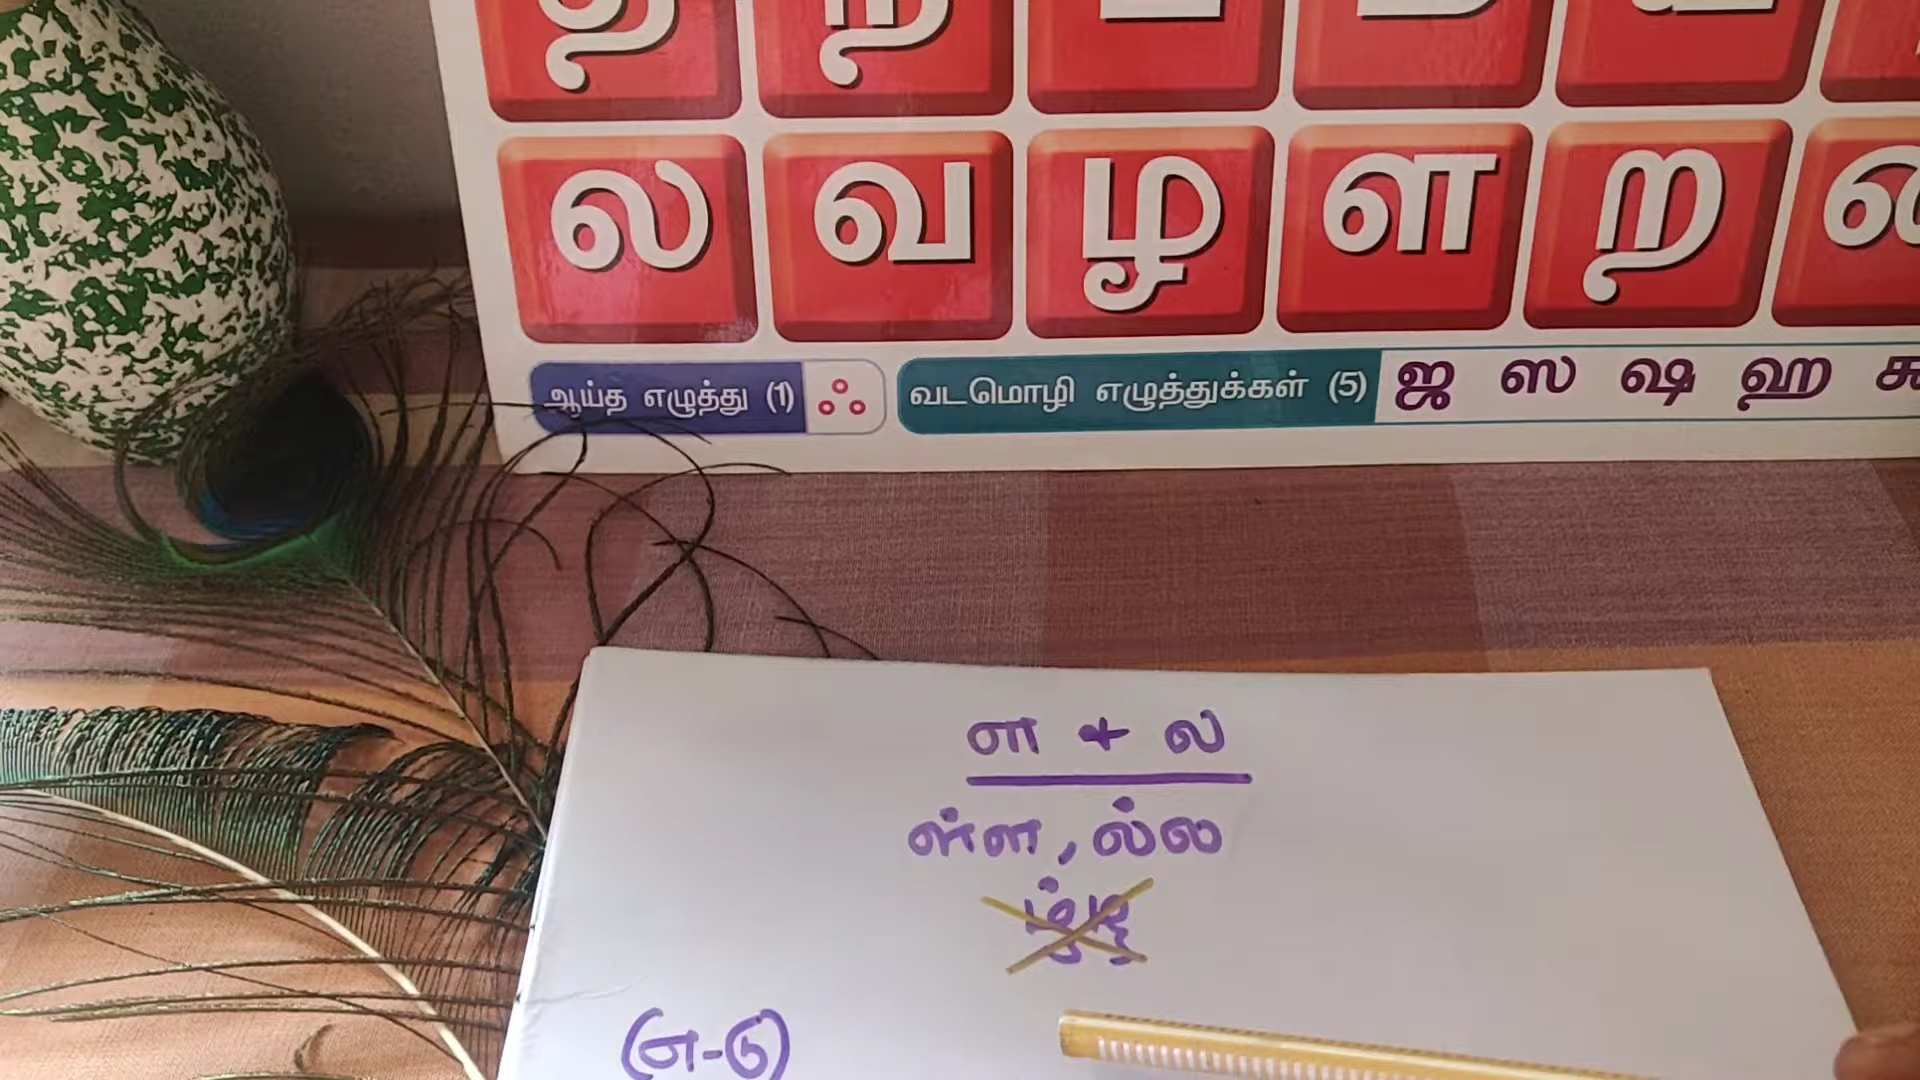 த ந
ல வ ழ ள ற
ஆய்த எழுத்து (1) ஃ வடமொழி எழுத்துக்கள் (5) ஜ ஸ ஷ ஹ
ள + ல
ள்ள, ல்ல
ழ்ழ